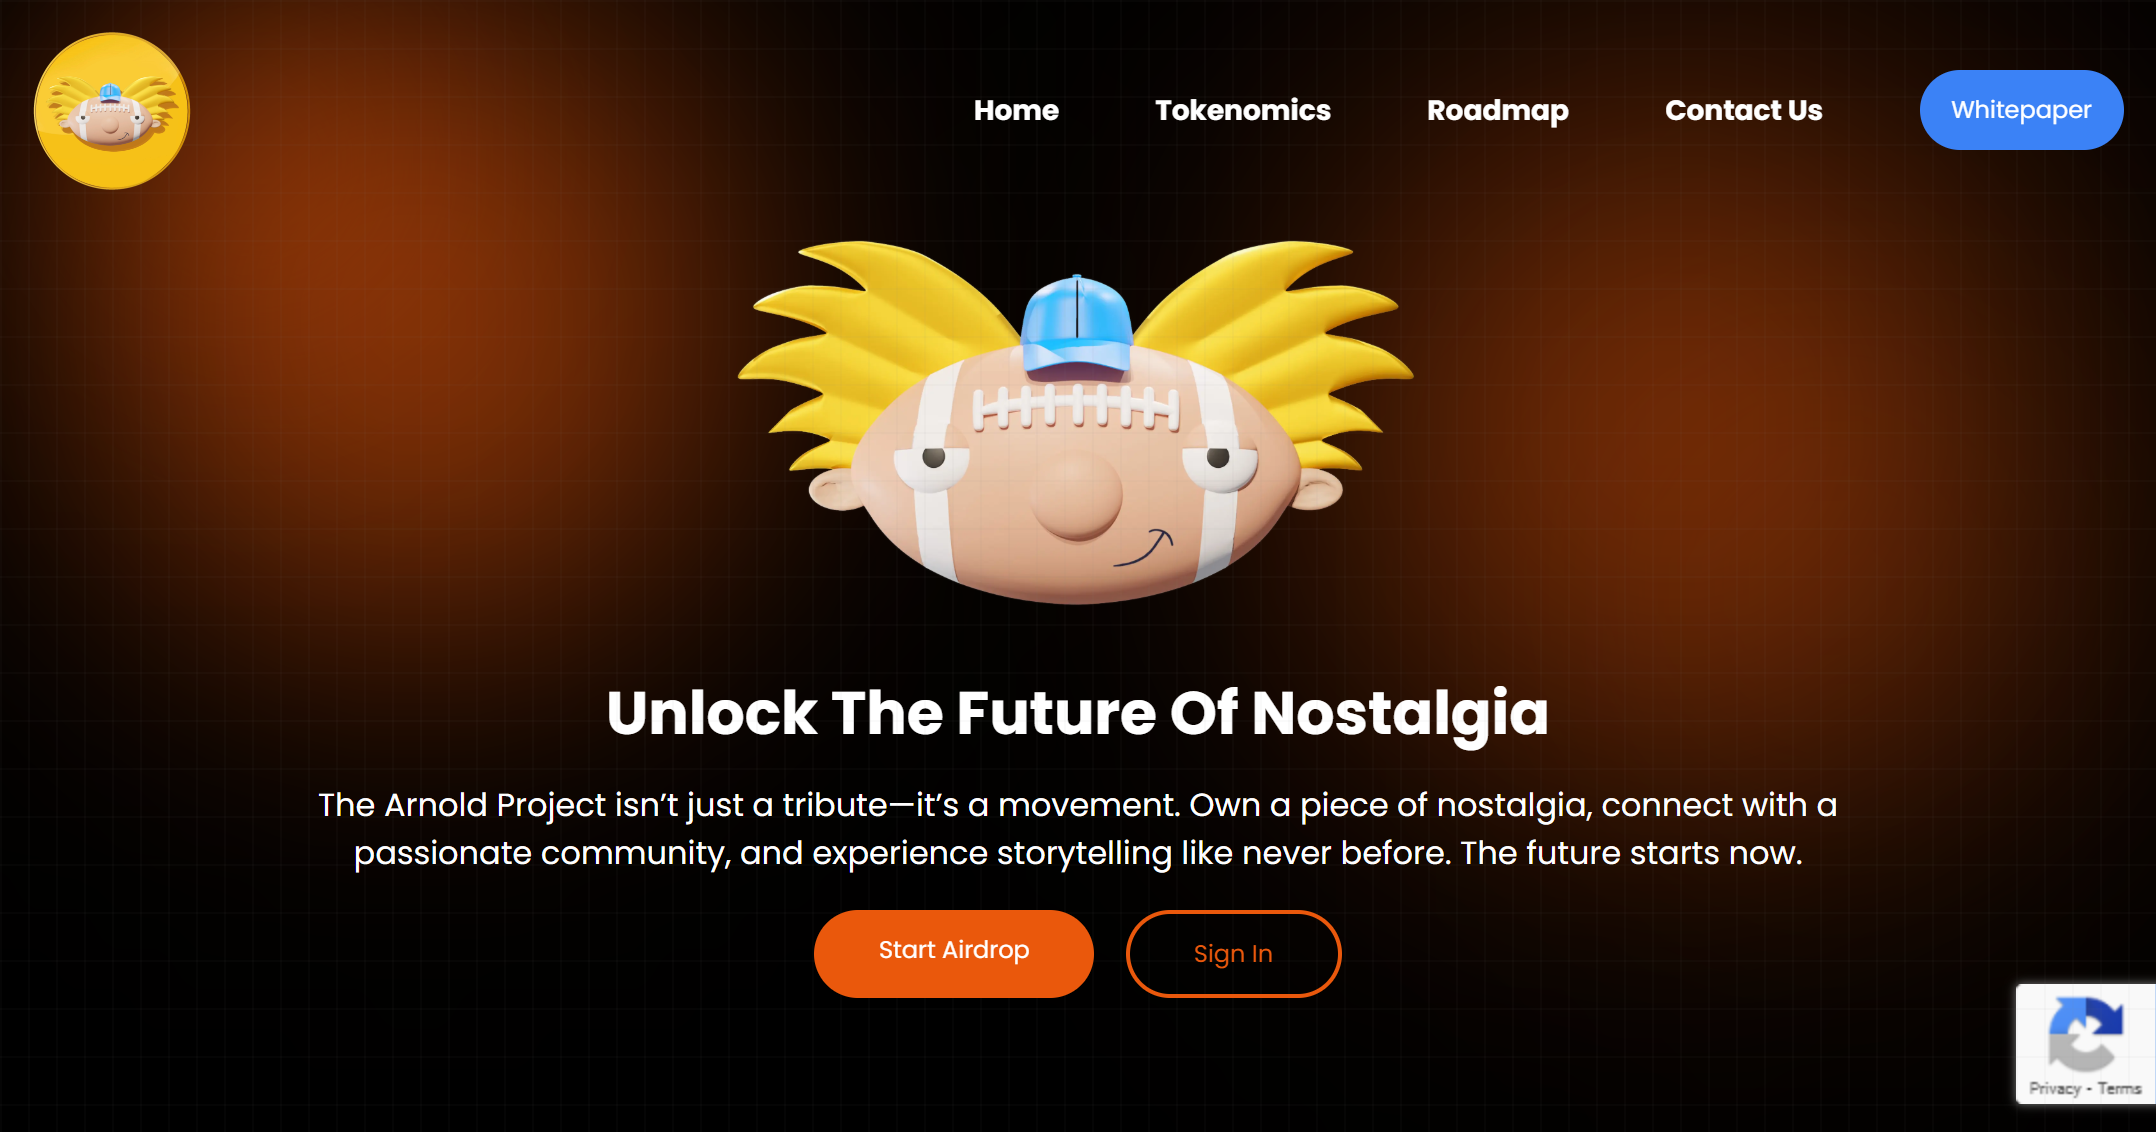 Home
Tokenomics
Roadmap
Contact Us
Whitepaper
Unlock The Future Of Nostalgia
The Arnold Project isn’t just a tribute—it’s a movement. Own a piece of nostalgia, connect with a
passionate community, and experience storytelling like never before. The future starts now.
Start Airdrop
Sign In
Privacy - Terms